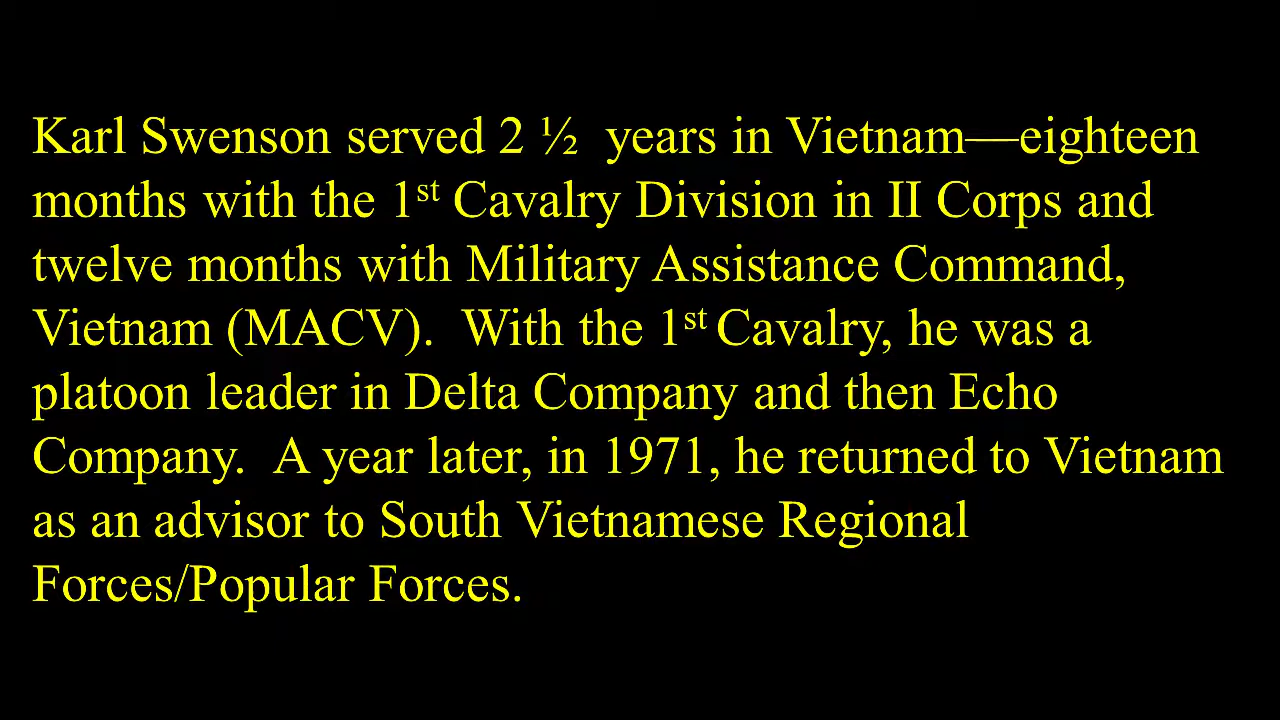 Karl Swenson served 2 ½  years in Vietnam—eighteen
months with the 1st Cavalry Division in II Corps and
twelve months with Military Assistance Command,
Vietnam (MACV).  With the 1st Cavalry, he was a
platoon leader in Delta Company and then Echo
Company.  A year later, in 1971, he returned to Vietnam
as an advisor to South Vietnamese Regional
Forces/Popular Forces.